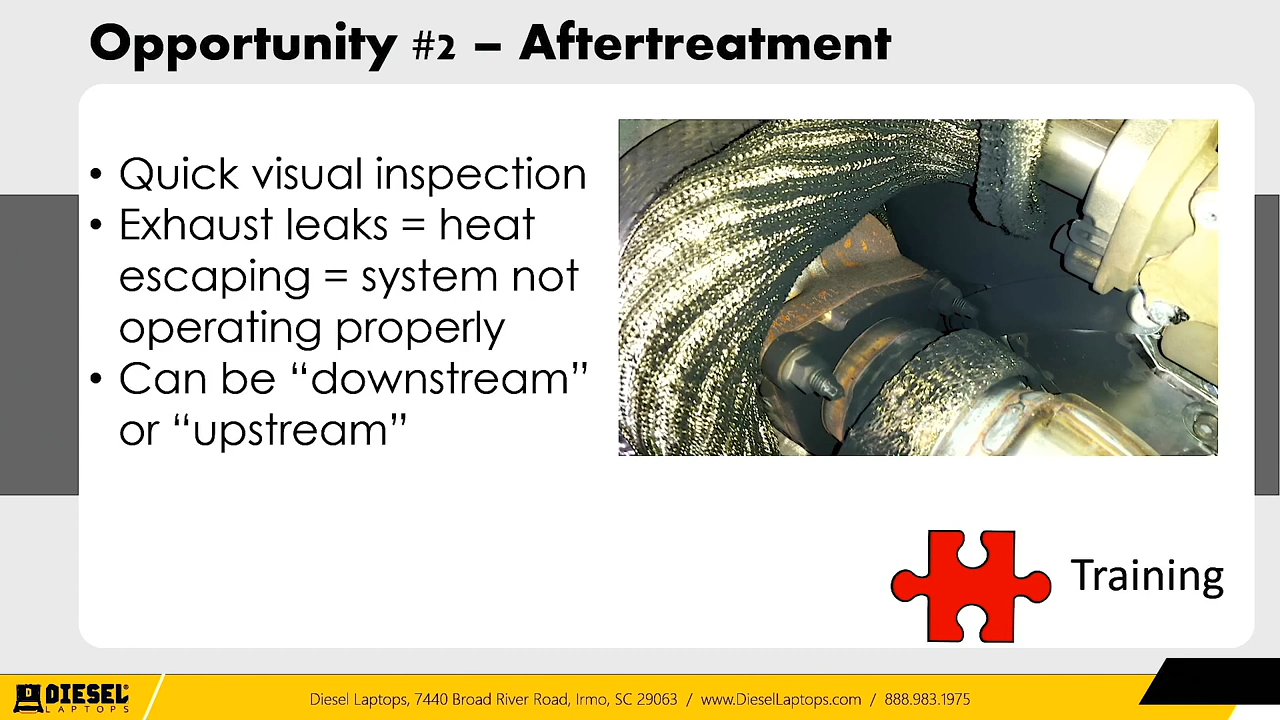 Opportunity #2 – Aftertreatment
• Quick visual inspection
• Exhaust leaks = heat
escaping = system not
operating properly
• Can be “downstream”
or “upstream”
Training
DIESEL
LAPTOPS
Diesel Laptops, 7440 Broad River Road, Irmo, SC 29063 / www.DieselLaptops.com / 888.983.1975